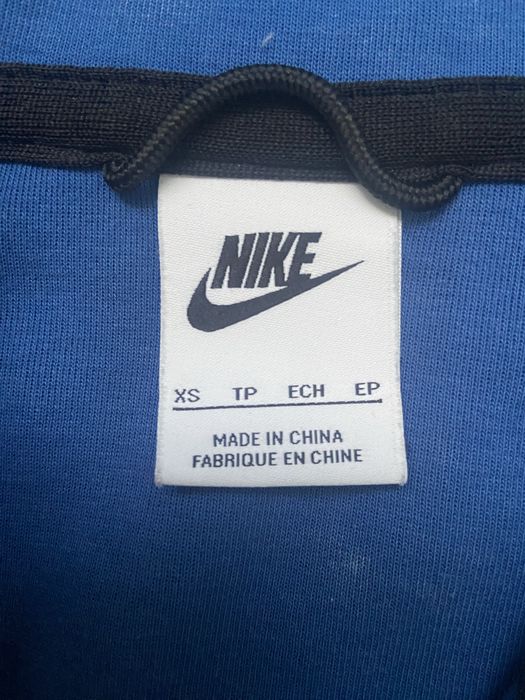 NIKE
XS TP ECH EP
MADE IN CHINA
FABRIQUE EN CHINE